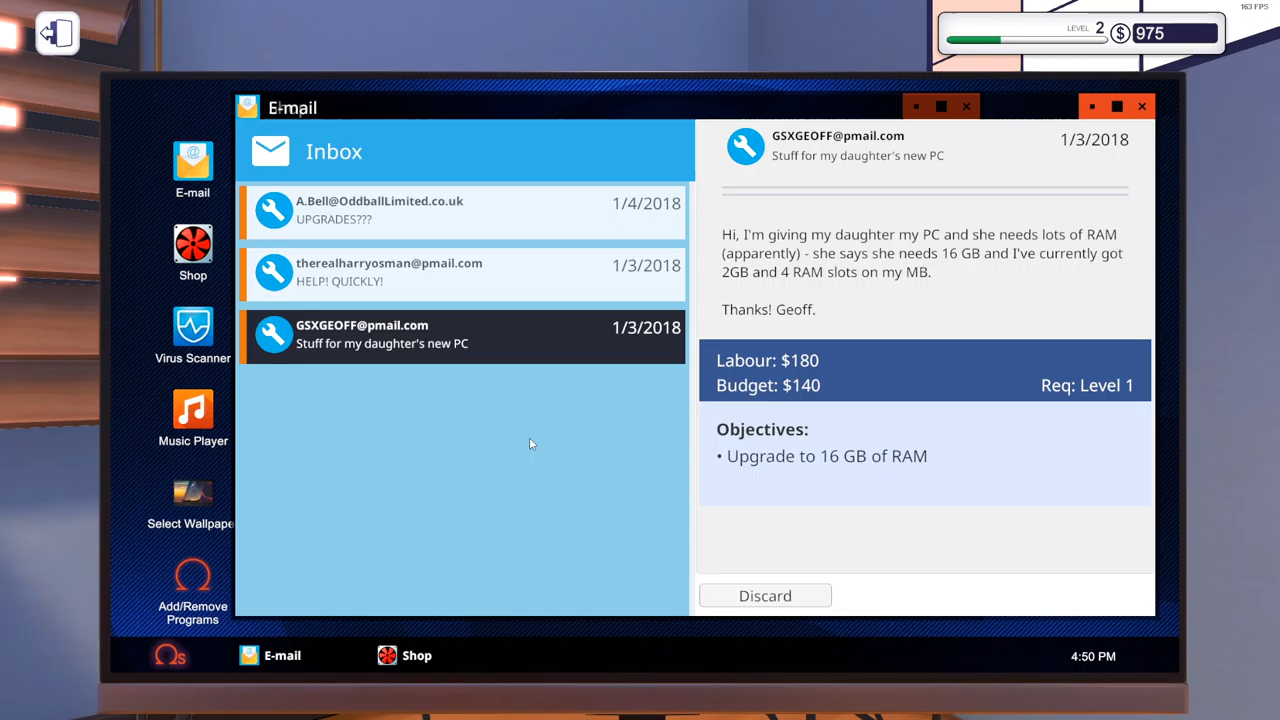 163 FPS
LEVEL 2
$ 975
E-mail
Inbox
A.Bell@OddballLimited.co.uk 1/4/2018
UPGRADES???
therealharryosman@pmail.com 1/3/2018
HELP! QUICKLY!
GSXGEOFF@pmail.com 1/3/2018
Stuff for my daughter's new PC
GSXGEOFF@pmail.com 1/3/2018
Stuff for my daughter's new PC
Hi, I'm giving my daughter my PC and she needs lots of RAM
(apparently) - she says she needs 16 GB and I've currently got
2GB and 4 RAM slots on my MB.
Thanks! Geoff.
Labour: $180
Budget: $140 Req: Level 1
Objectives:
• Upgrade to 16 GB of RAM
Discard
E-mail
Shop
Virus Scanner
Music Player
Select Wallpape
Add/Remove
Programs
Ωs E-mail Shop 4:50 PM